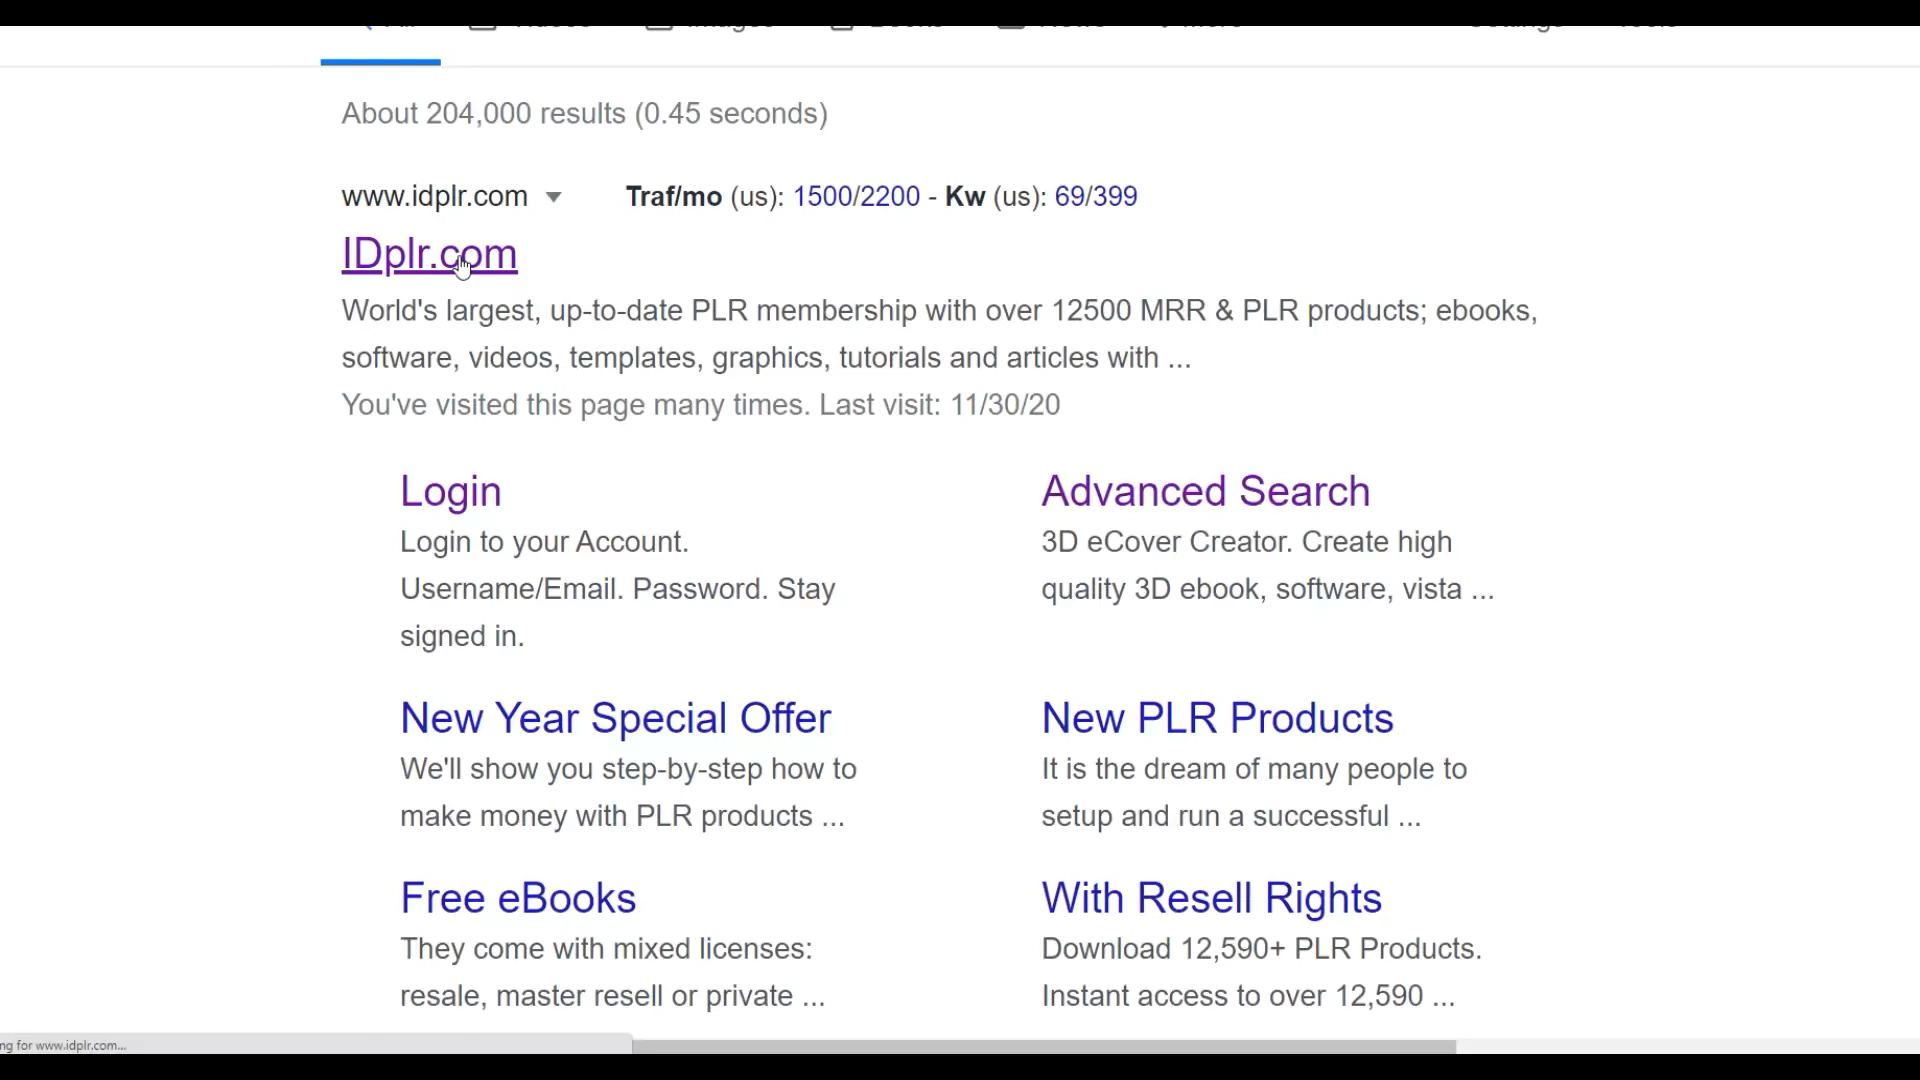 About 204,000 results (0.45 seconds)
www.idplr.com Traf/mo (us): 1500/2200 - Kw (us): 69/399
IDplr.com
World's largest, up-to-date PLR membership with over 12500 MRR & PLR products; ebooks,
software, videos, templates, graphics, tutorials and articles with ...
You've visited this page many times. Last visit: 11/30/20
Login
Login to your Account.
Username/Email. Password. Stay
signed in.
Advanced Search
3D eCover Creator. Create high
quality 3D ebook, software, vista ...
New Year Special Offer
We'll show you step-by-step how to
make money with PLR products ...
New PLR Products
It is the dream of many people to
setup and run a successful ...
Free eBooks
They come with mixed licenses:
resale, master resell or private ...
With Resell Rights
Download 12,590+ PLR Products.
Instant access to over 12,590 ...
ng for www.idplr.com...